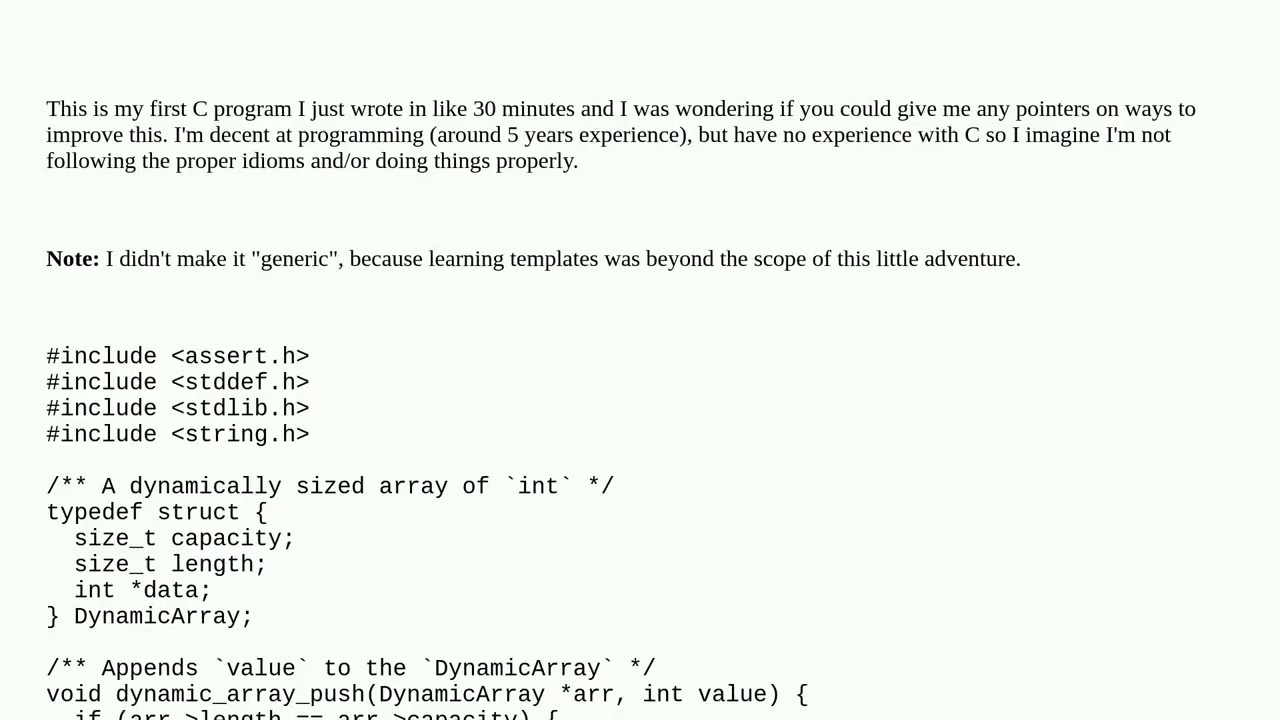 This is my first C program I just wrote in like 30 minutes and I was wondering if you could give me any pointers on ways to
improve this. I'm decent at programming (around 5 years experience), but have no experience with C so I imagine I'm not
following the proper idioms and/or doing things properly.
Note: I didn't make it "generic", because learning templates was beyond the scope of this little adventure.
#include <assert.h>
#include <stddef.h>
#include <stdlib.h>
#include <string.h>
/** A dynamically sized array of `int` */
typedef struct {
  size_t capacity;
  size_t length;
  int *data;
} DynamicArray;
/** Appends `value` to the `DynamicArray` */
void dynamic_array_push(DynamicArray *arr, int value) {
  if (arr->length == arr->capacity) {